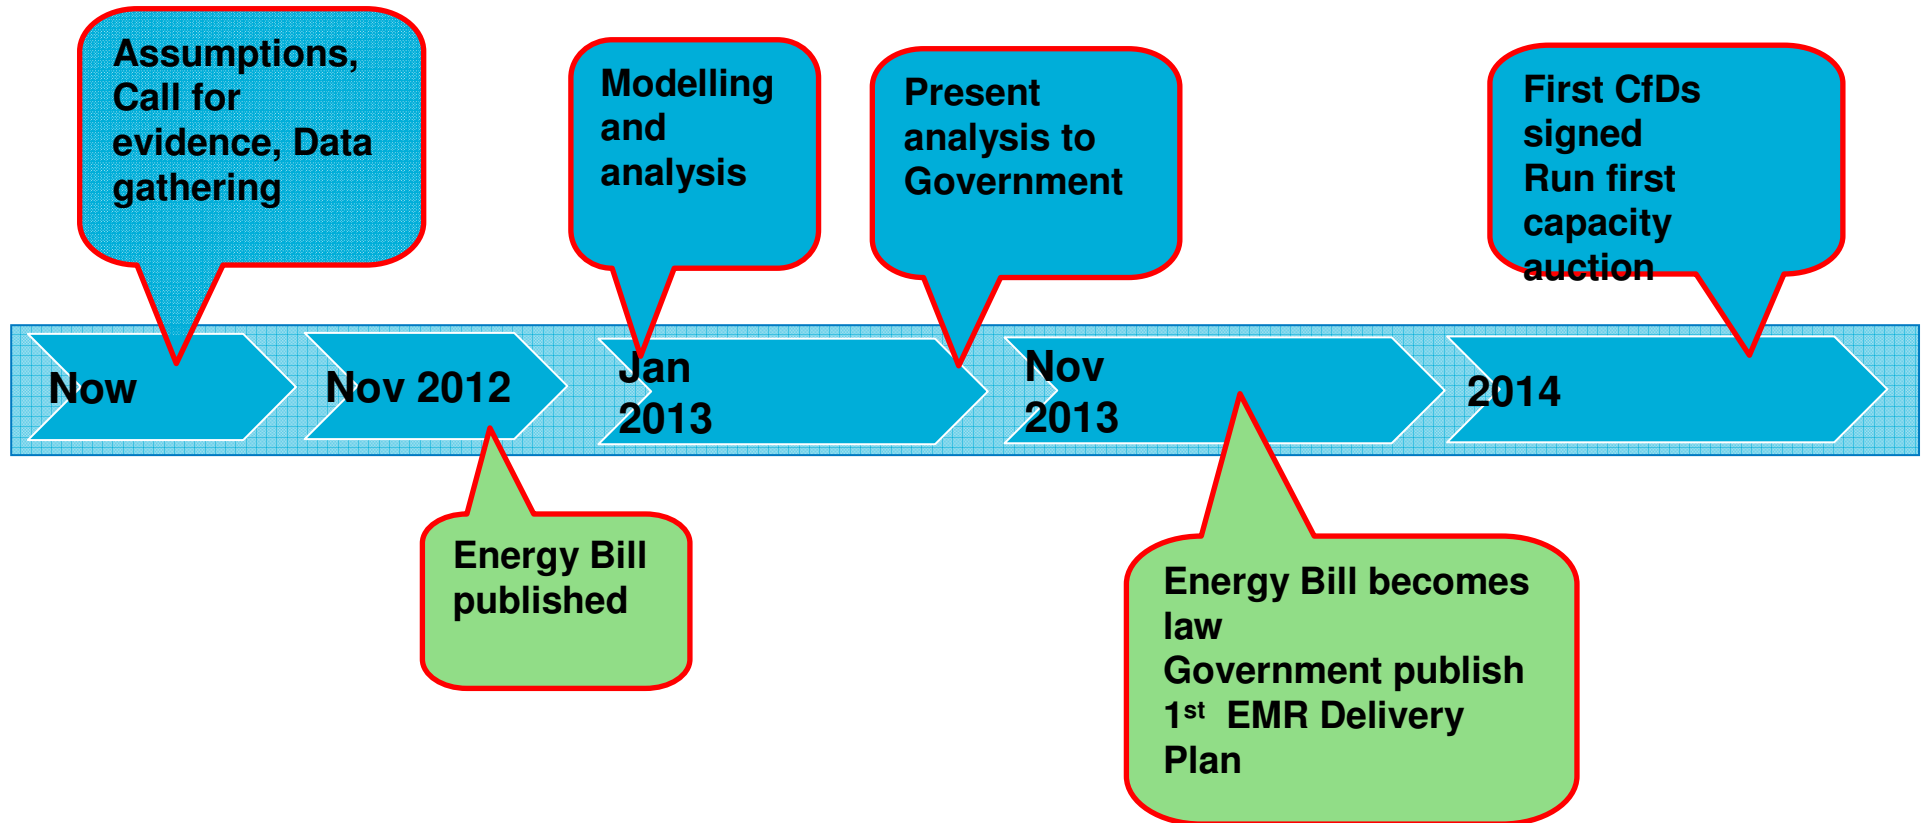 Assumptions,
Call for
evidence, Data
gathering
Modelling
and
analysis
Present
analysis to
Government
First CfDs
signed
Run first
capacity
auction
Now
Nov 2012
Jan
2013
Nov
2013
2014
Energy Bill
published
Energy Bill becomes
law
Government publish
1st EMR Delivery
Plan